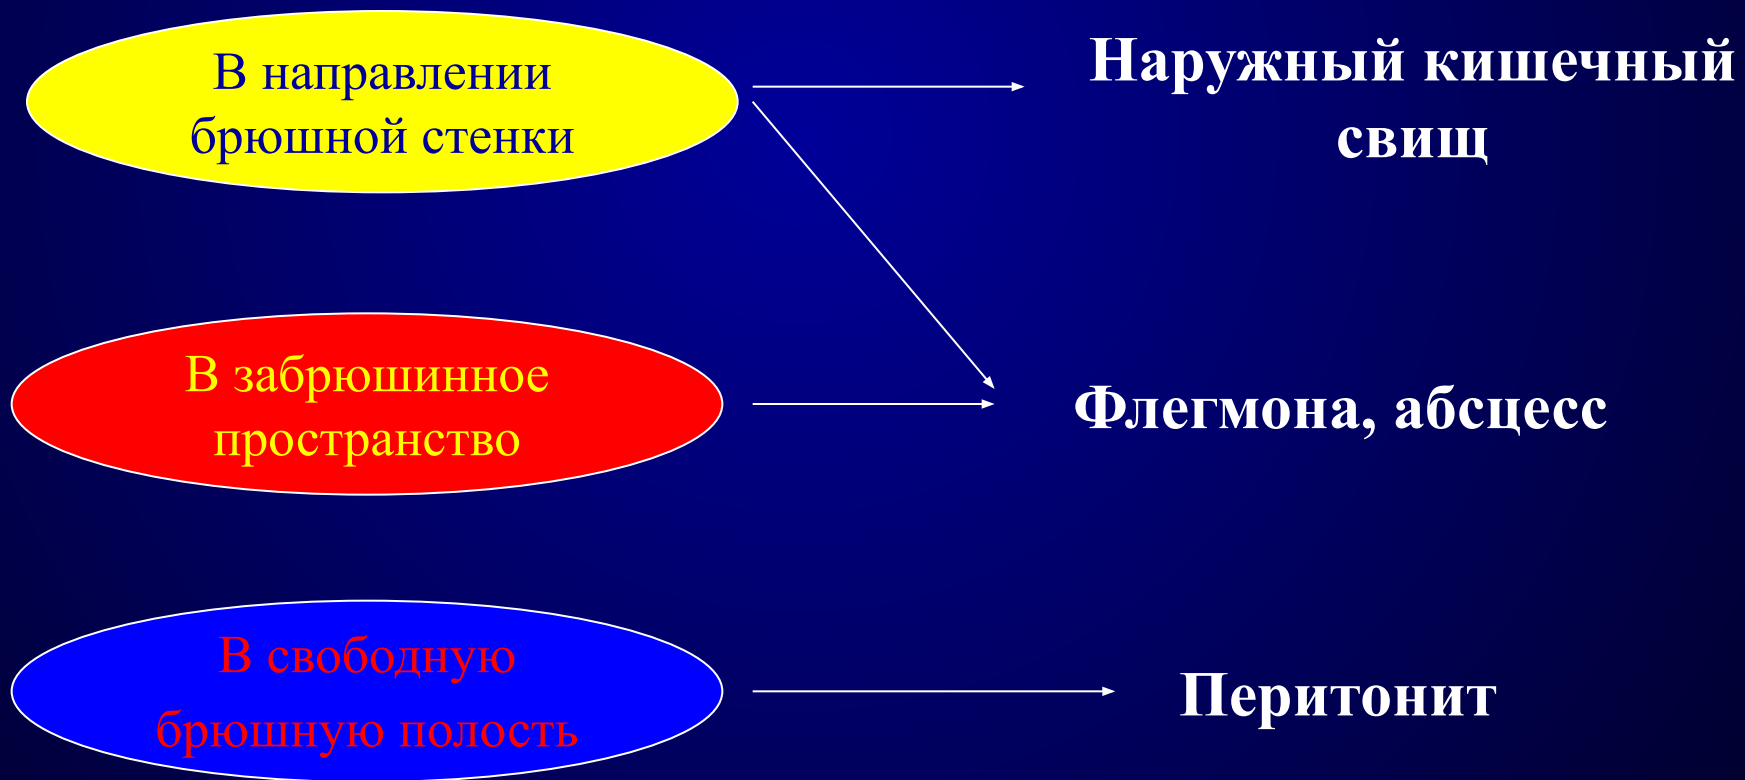 В направлении
брюшной стенки
Наружный кишечный
свищ
В забрюшинное
пространство
Флегмона, абсцесс
В свободную
брюшную полость
Перитонит